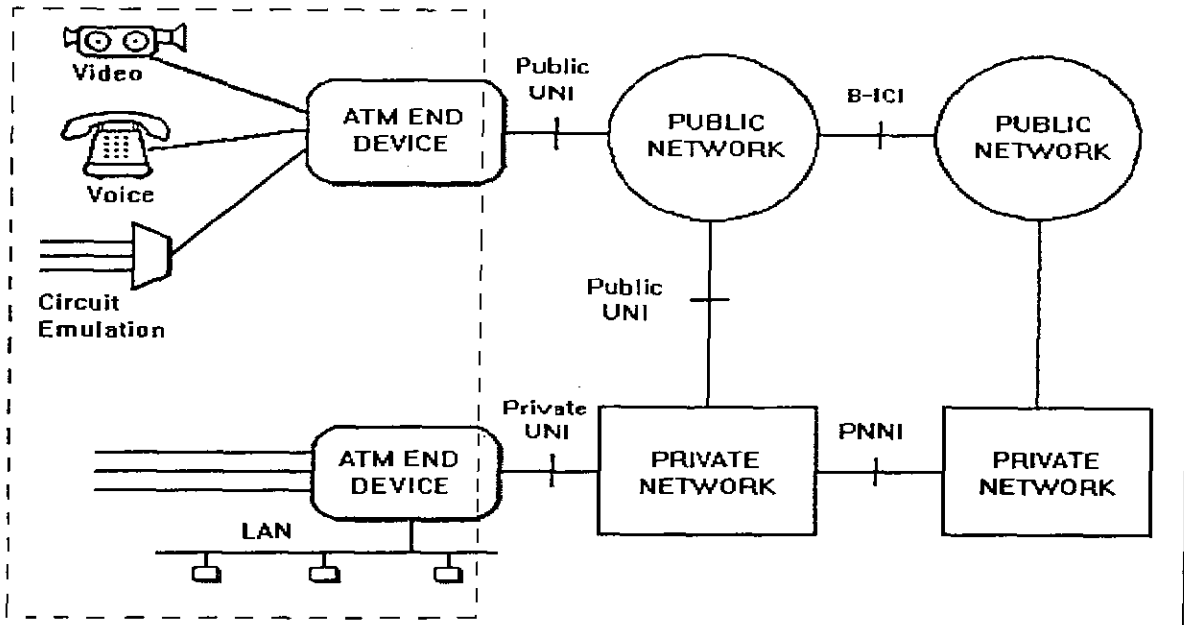 Video
Voice
Circuit
Emulation
ATM END
DEVICE
Public
UNI
PUBLIC
NETWORK
B-ICI
PUBLIC
NETWORK
Public
UNI
ATM END
DEVICE
LAN
Private
UNI
PRIVATE
NETWORK
PNNI
PRIVATE
NETWORK